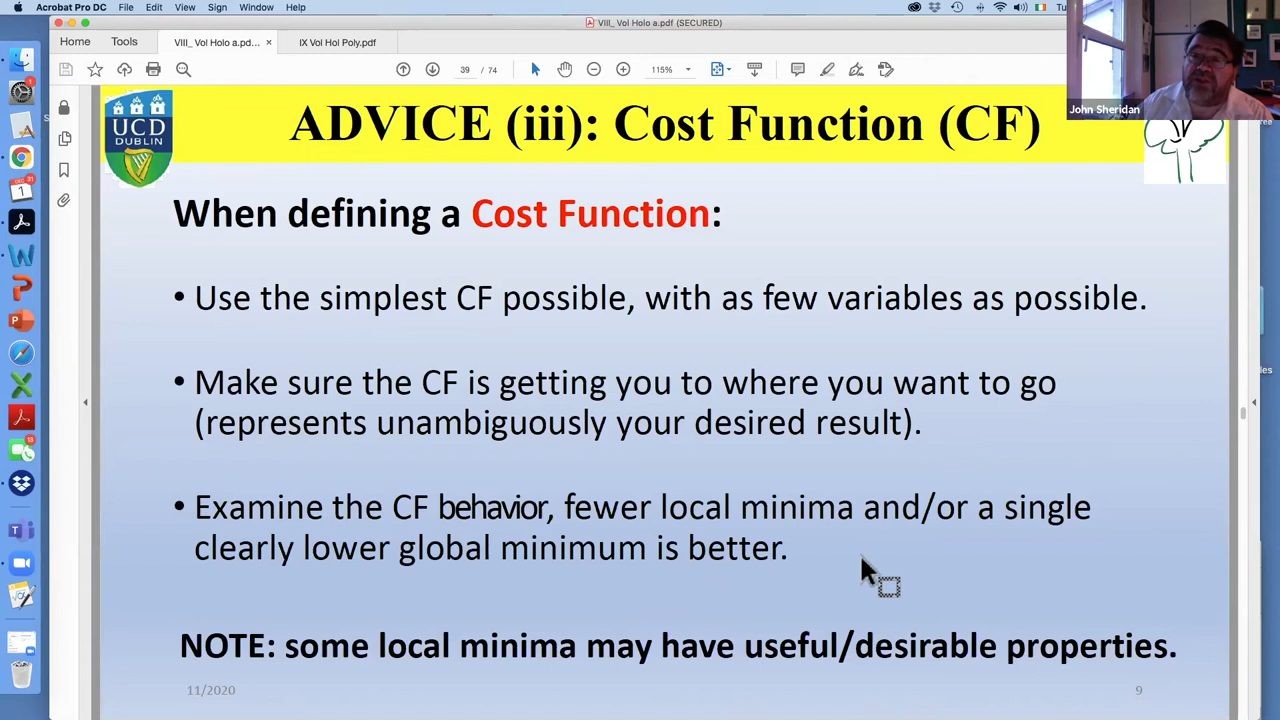 Acrobat Pro DC File Edit View Sign Window Help
VIII_ Vol Holo a.pdf (SECURED)
Home Tools VIII_ Vol Holo a.pd... × IX Vol Hol Poly.pdf
39 / 74 115%
John Sheridan
UCD
DUBLIN
ADVICE (iii): Cost Function (CF)
When defining a Cost Function:
• Use the simplest CF possible, with as few variables as possible.
• Make sure the CF is getting you to where you want to go
(represents unambiguously your desired result).
• Examine the CF behavior, fewer local minima and/or a single
clearly lower global minimum is better.
NOTE: some local minima may have useful/desirable properties.
11/2020 9